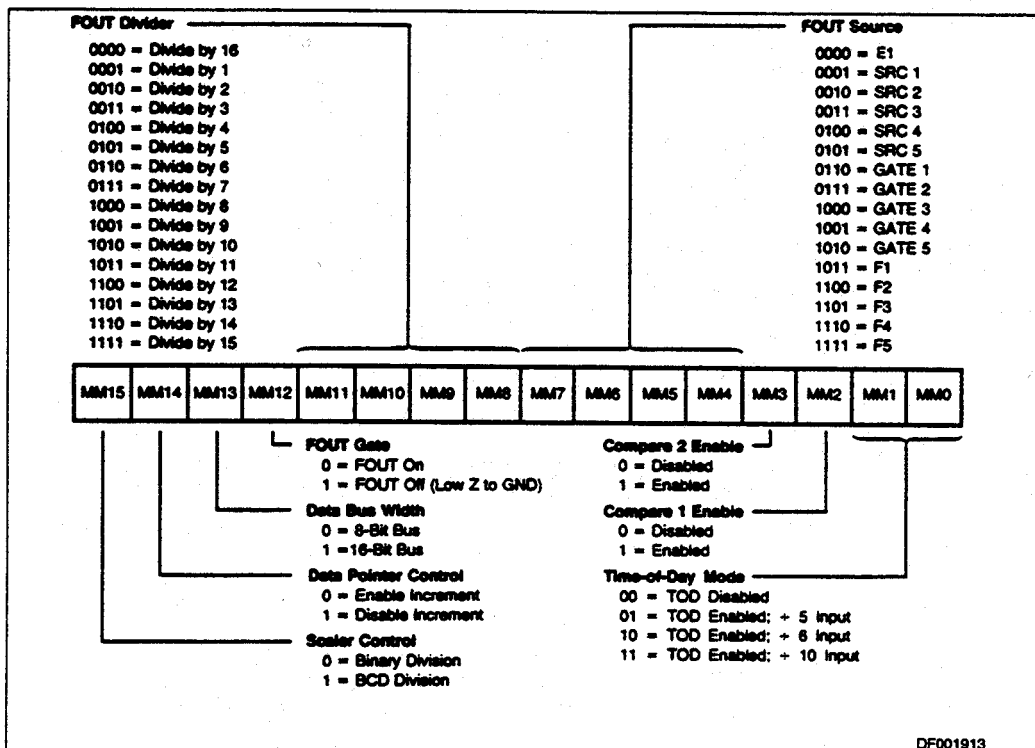 FOUT Divider
0000 = Divide by 16
0001 = Divide by 1
0010 = Divide by 2
0011 = Divide by 3
0100 = Divide by 4
0101 = Divide by 5
0110 = Divide by 6
0111 = Divide by 7
1000 = Divide by 8
1001 = Divide by 9
1010 = Divide by 10
1011 = Divide by 11
1100 = Divide by 12
1101 = Divide by 13
1110 = Divide by 14
1111 = Divide by 15
FOUT Source
0000 = E1
0001 = SRC 1
0010 = SRC 2
0011 = SRC 3
0100 = SRC 4
0101 = SRC 5
0110 = GATE 1
0111 = GATE 2
1000 = GATE 3
1001 = GATE 4
1010 = GATE 5
1011 = F1
1100 = F2
1101 = F3
1110 = F4
1111 = F5
MM15 MM14 MM13 MM12 MM11 MM10 MM9 MM8 MM7 MM6 MM5 MM4 MM3 MM2 MM1 MM0
FOUT Gate
0 = FOUT On
1 = FOUT Off (Low Z to GND)
Data Bus Width
0 = 8-Bit Bus
1 =16-Bit Bus
Data Pointer Control
0 = Enable Increment
1 = Disable Increment
Scaler Control
0 = Binary Division
1 = BCD Division
Compare 2 Enable
0 = Disabled
1 = Enabled
Compare 1 Enable
0 = Disabled
1 = Enabled
Time-of-Day Mode
00 = TOD Disabled
01 = TOD Enabled; ÷ 5 Input
10 = TOD Enabled; ÷ 6 Input
11 = TOD Enabled; ÷ 10 Input
DF001913